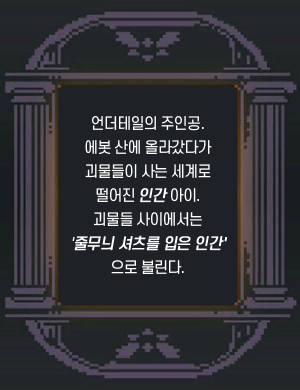 언더테일의 주인공.
에봇 산에 올라갔다가
괴물들이 사는 세계로
떨어진 인간 아이.
괴물들 사이에서는
'줄무늬 셔츠를 입은 인간'
으로 불린다.